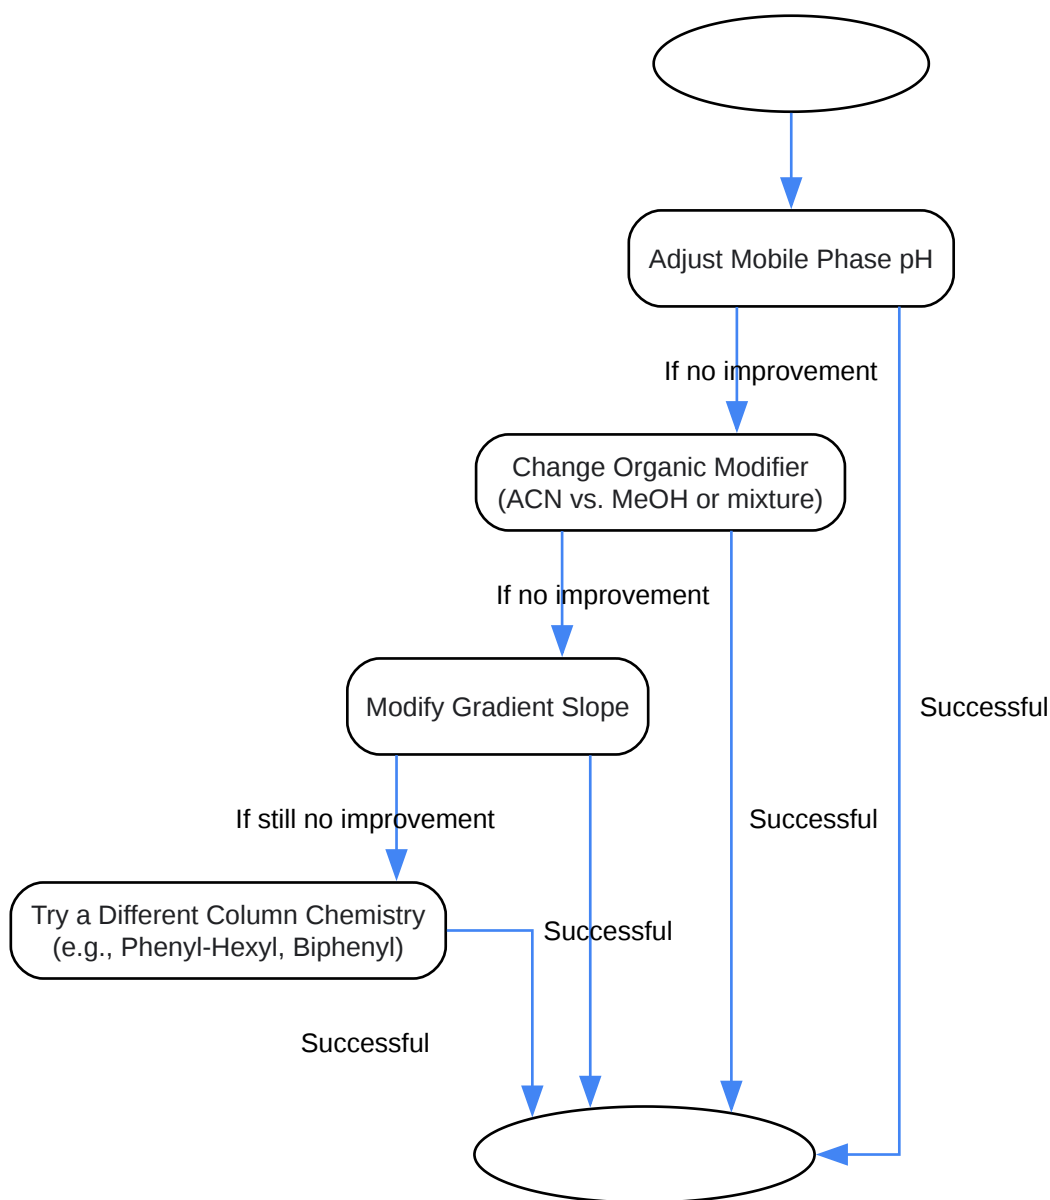 Adjust Mobile Phase pH
If no improvement
Change Organic Modifier
(ACN vs. MeOH or mixture)
If no improvement
Modify Gradient Slope
Successful
If still no improvement
Successful
Try a Different Column Chemistry
(e.g., Phenyl-Hexyl, Biphenyl)
Successful
Successful